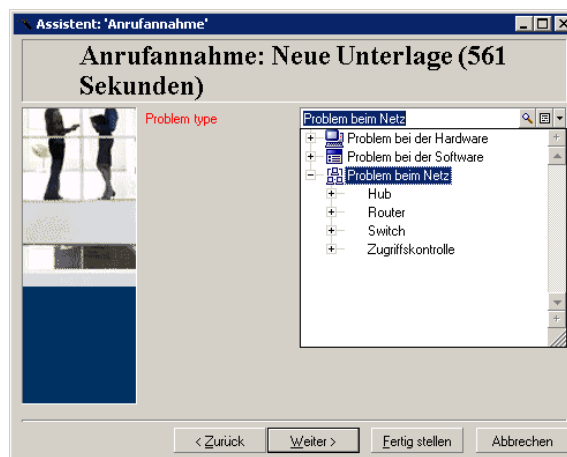 Assistent: 'Anrufannahme'
Anrufannahme: Neue Unterlage (561
Sekunden)
Problem type
Problem beim Netz
Problem bei der Hardware
Problem bei der Software
Problem beim Netz
Hub
Router
Switch
Zugriffskontrolle
< Zurück
Weiter >
Fertig stellen
Abbrechen